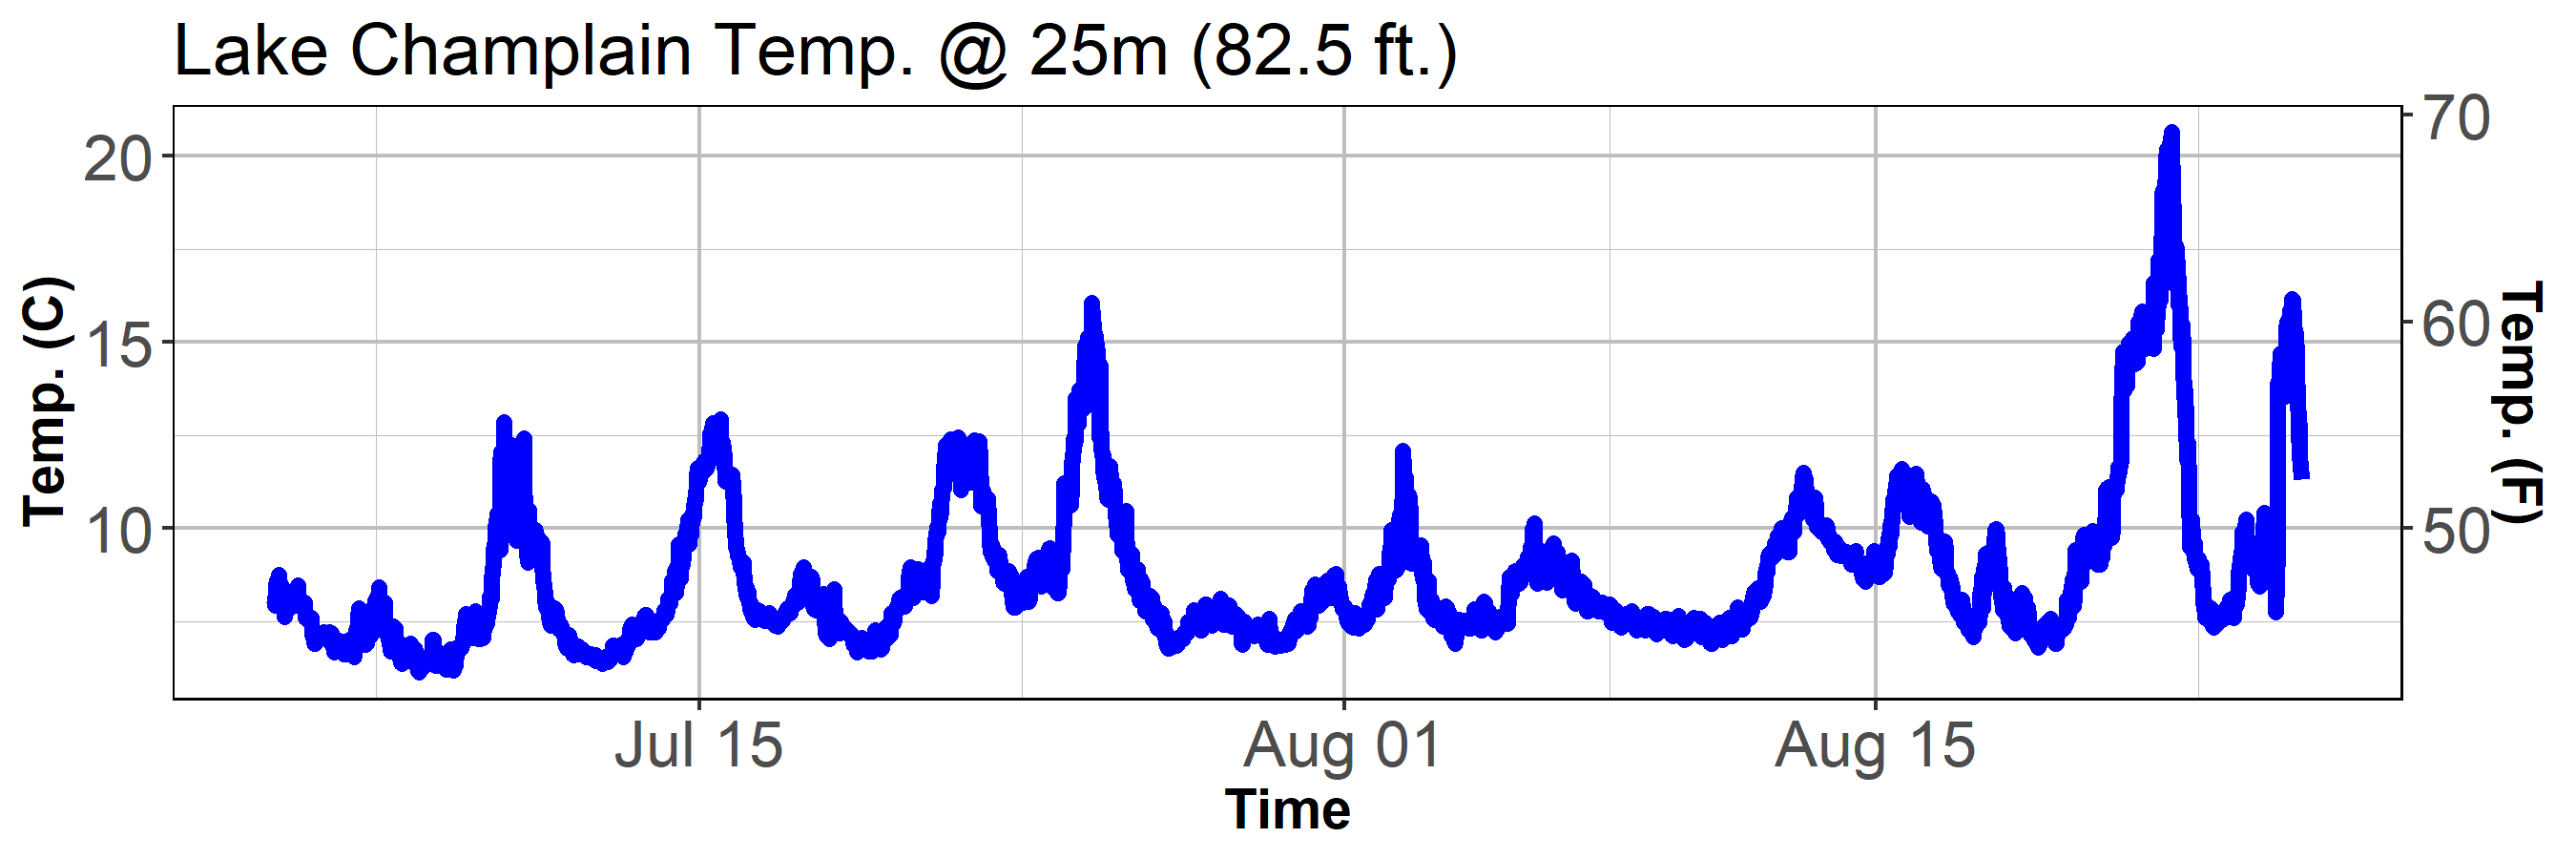 Lake Champlain Temp. @ 25m (82.5 ft.)
Temp. (C)
20
15
10
70
60
50
Temp. (F)
Jul 15
Aug 01
Aug 15
Time